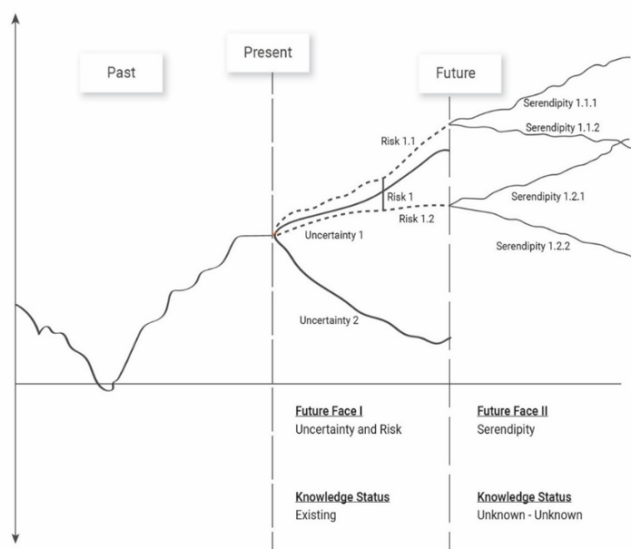 Past
Present
Future
Serendipity 1.1.1
Serendipity 1.1.2
Risk 1.1
Risk 1
Serendipity 1.2.1
Risk 1.2
Uncertainty 1
Serendipity 1.2.2
Uncertainty 2
Future Face I
Uncertainty and Risk
Future Face II
Serendipity
Knowledge Status
Existing
Knowledge Status
Unknown - Unknown